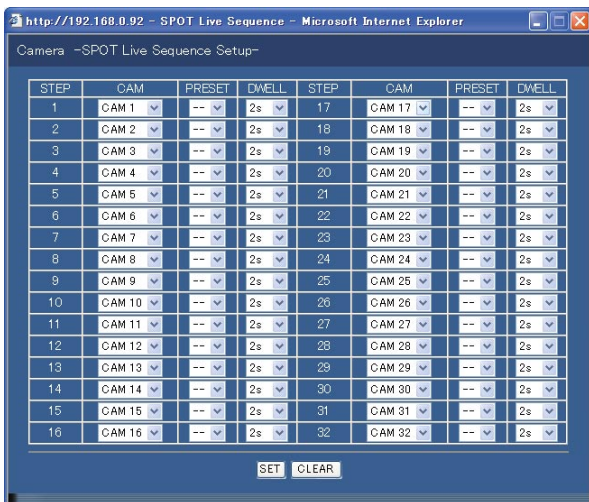 http://192.168.0.92 - SPOT Live Sequence - Microsoft Internet Explorer
Camera -SPOT Live Sequence Setup-
STEP CAM PRESET DWELL STEP CAM PRESET DWELL
1 CAM 1 -- 2s 17 CAM 17 -- 2s
2 CAM 2 -- 2s 18 CAM 18 -- 2s
3 CAM 3 -- 2s 19 CAM 19 -- 2s
4 CAM 4 -- 2s 20 CAM 20 -- 2s
5 CAM 5 -- 2s 21 CAM 21 -- 2s
6 CAM 6 -- 2s 22 CAM 22 -- 2s
7 CAM 7 -- 2s 23 CAM 23 -- 2s
8 CAM 8 -- 2s 24 CAM 24 -- 2s
9 CAM 9 -- 2s 25 CAM 25 -- 2s
10 CAM 10 -- 2s 26 CAM 26 -- 2s
11 CAM 11 -- 2s 27 CAM 27 -- 2s
12 CAM 12 -- 2s 28 CAM 28 -- 2s
13 CAM 13 -- 2s 29 CAM 29 -- 2s
14 CAM 14 -- 2s 30 CAM 30 -- 2s
15 CAM 15 -- 2s 31 CAM 31 -- 2s
16 CAM 16 -- 2s 32 CAM 32 -- 2s
SET CLEAR